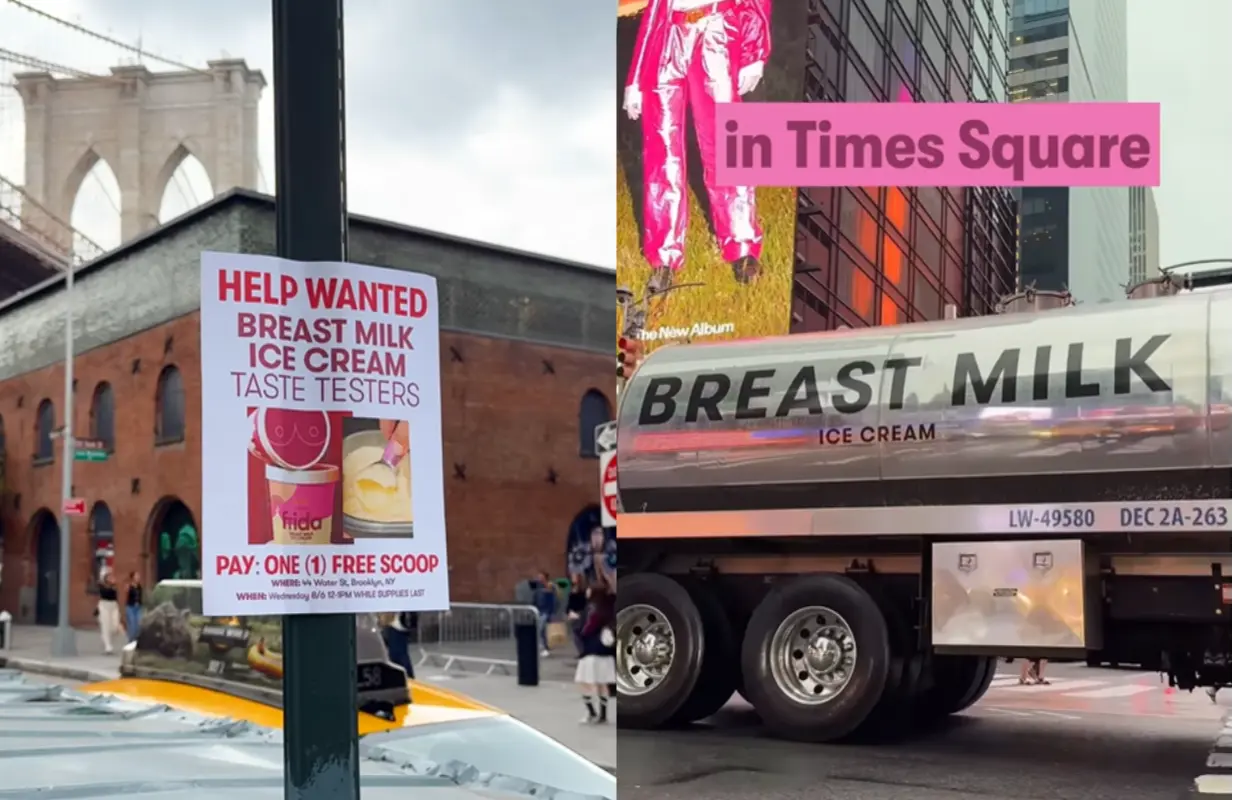 HELP WANTED
BREAST MILK
ICE CREAM
TASTE TESTERS
frida
PAY: ONE (1) FREE SCOOP
WHERE: 44 Water St, Brooklyn, NY
WHEN: Wednesday 8/6 12-1PM WHILE SUPPLIES LAST
58
in Times Square
The New Album
BREAST MILK
ICE CREAM
LW-49580 DEC 2A-263